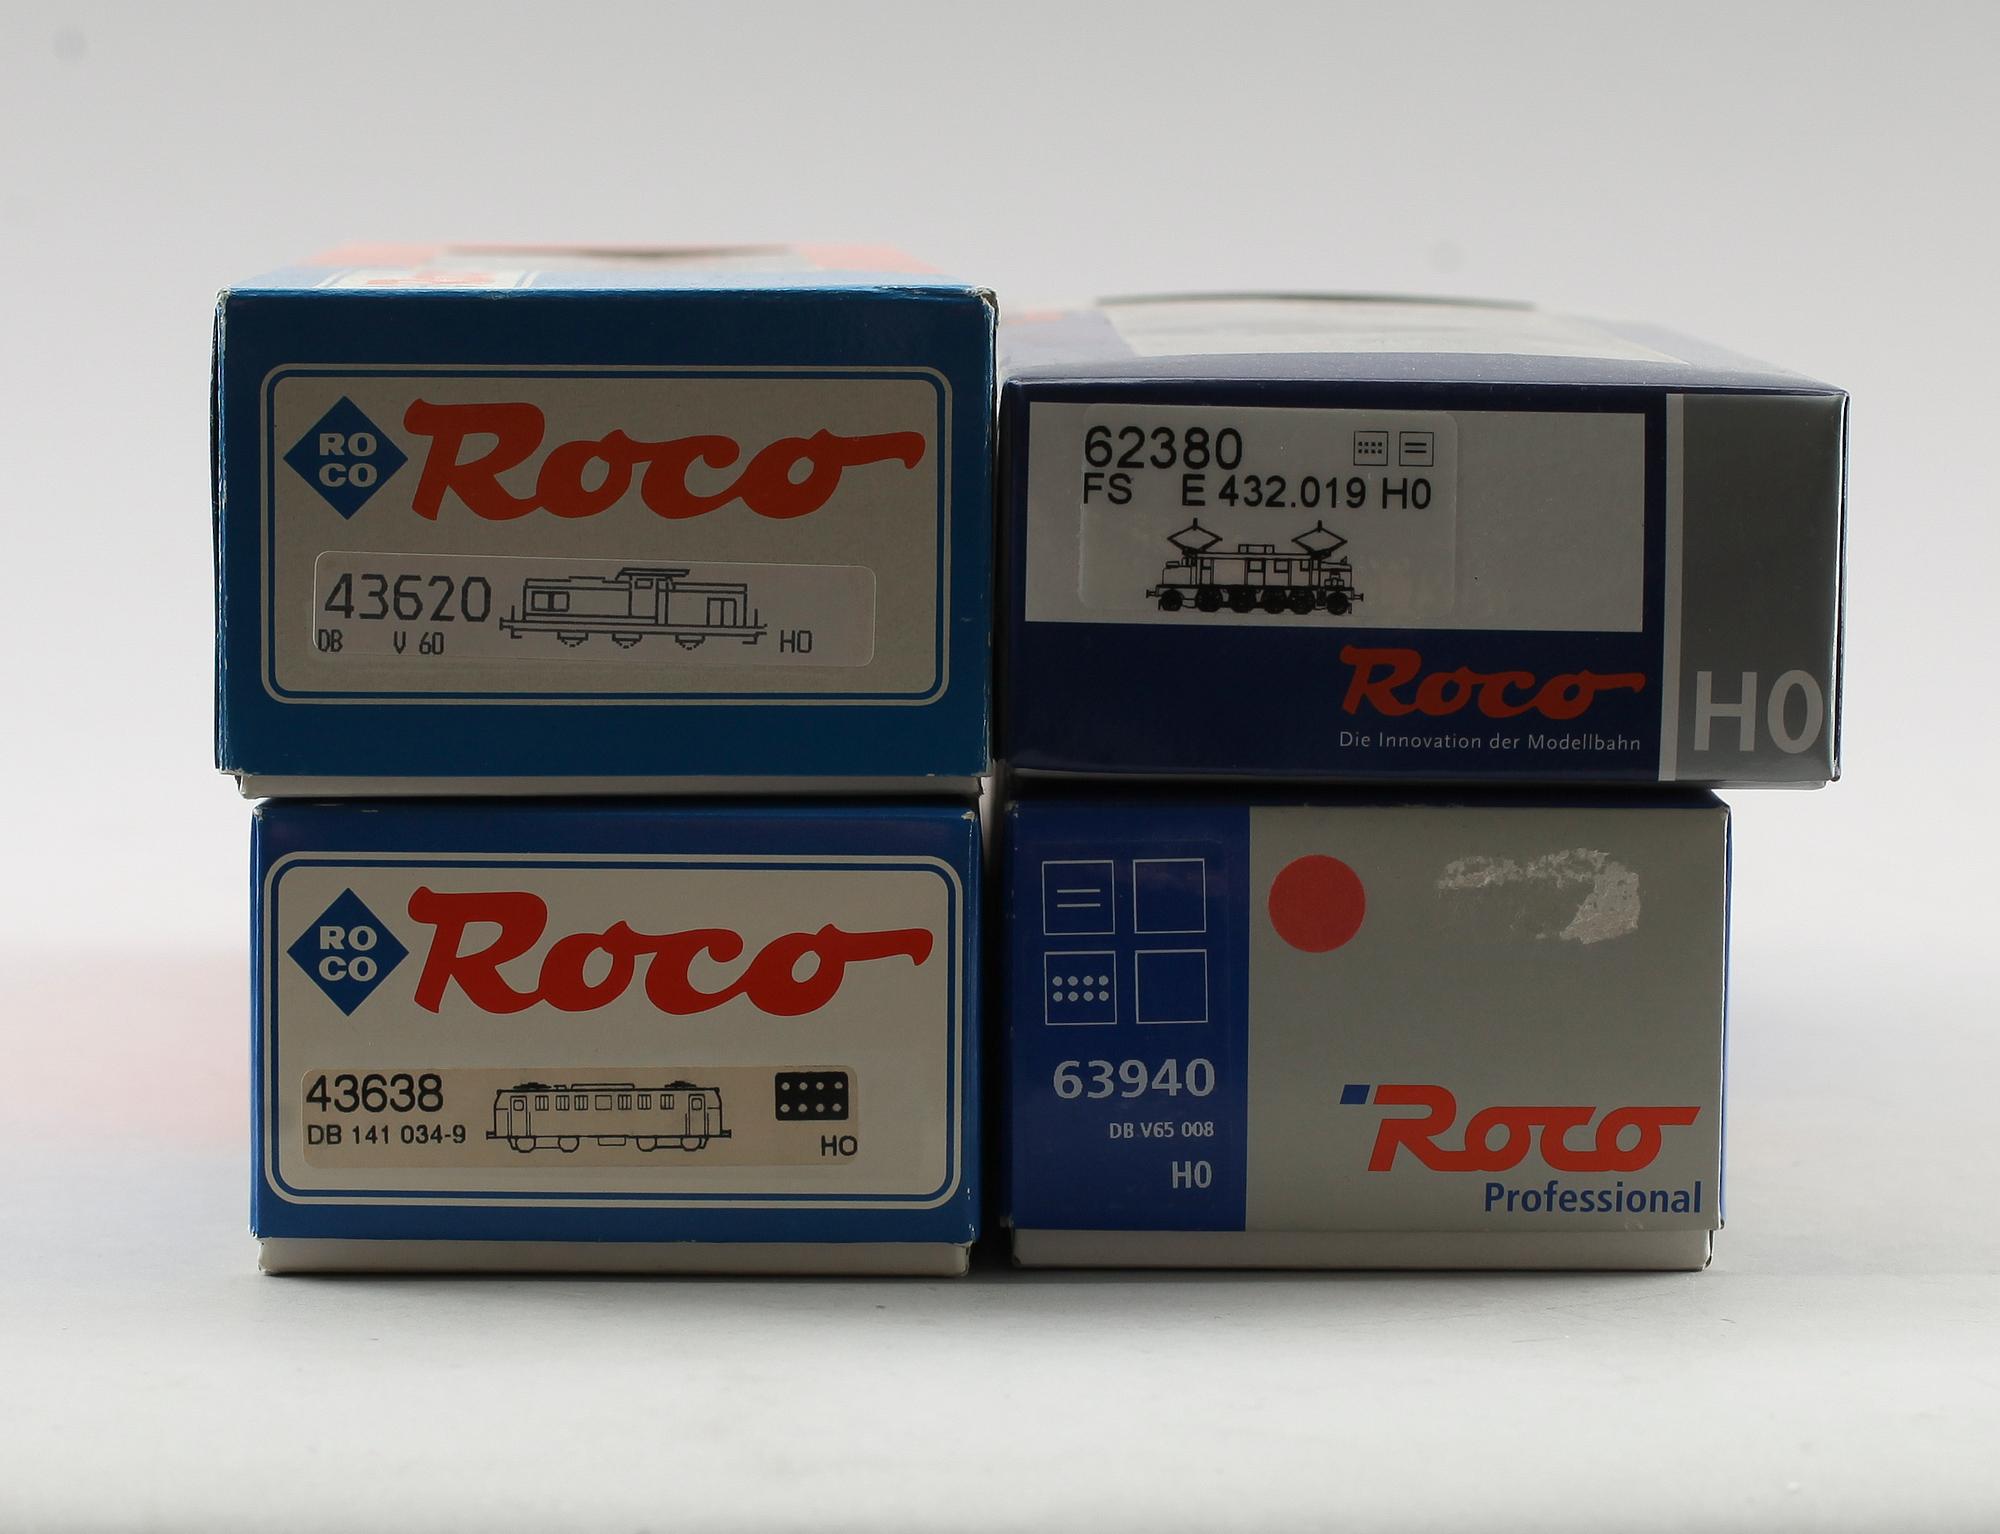 RO
CO
Roco
43620
DB V 60 H0
62380
FS E 432.019 H0
Roco
Die Innovation der Modellbahn
H0
RO
CO
Roco
43638
DB 141 034-9
HO
63940
DB V65 008
H0
Roco
Professional